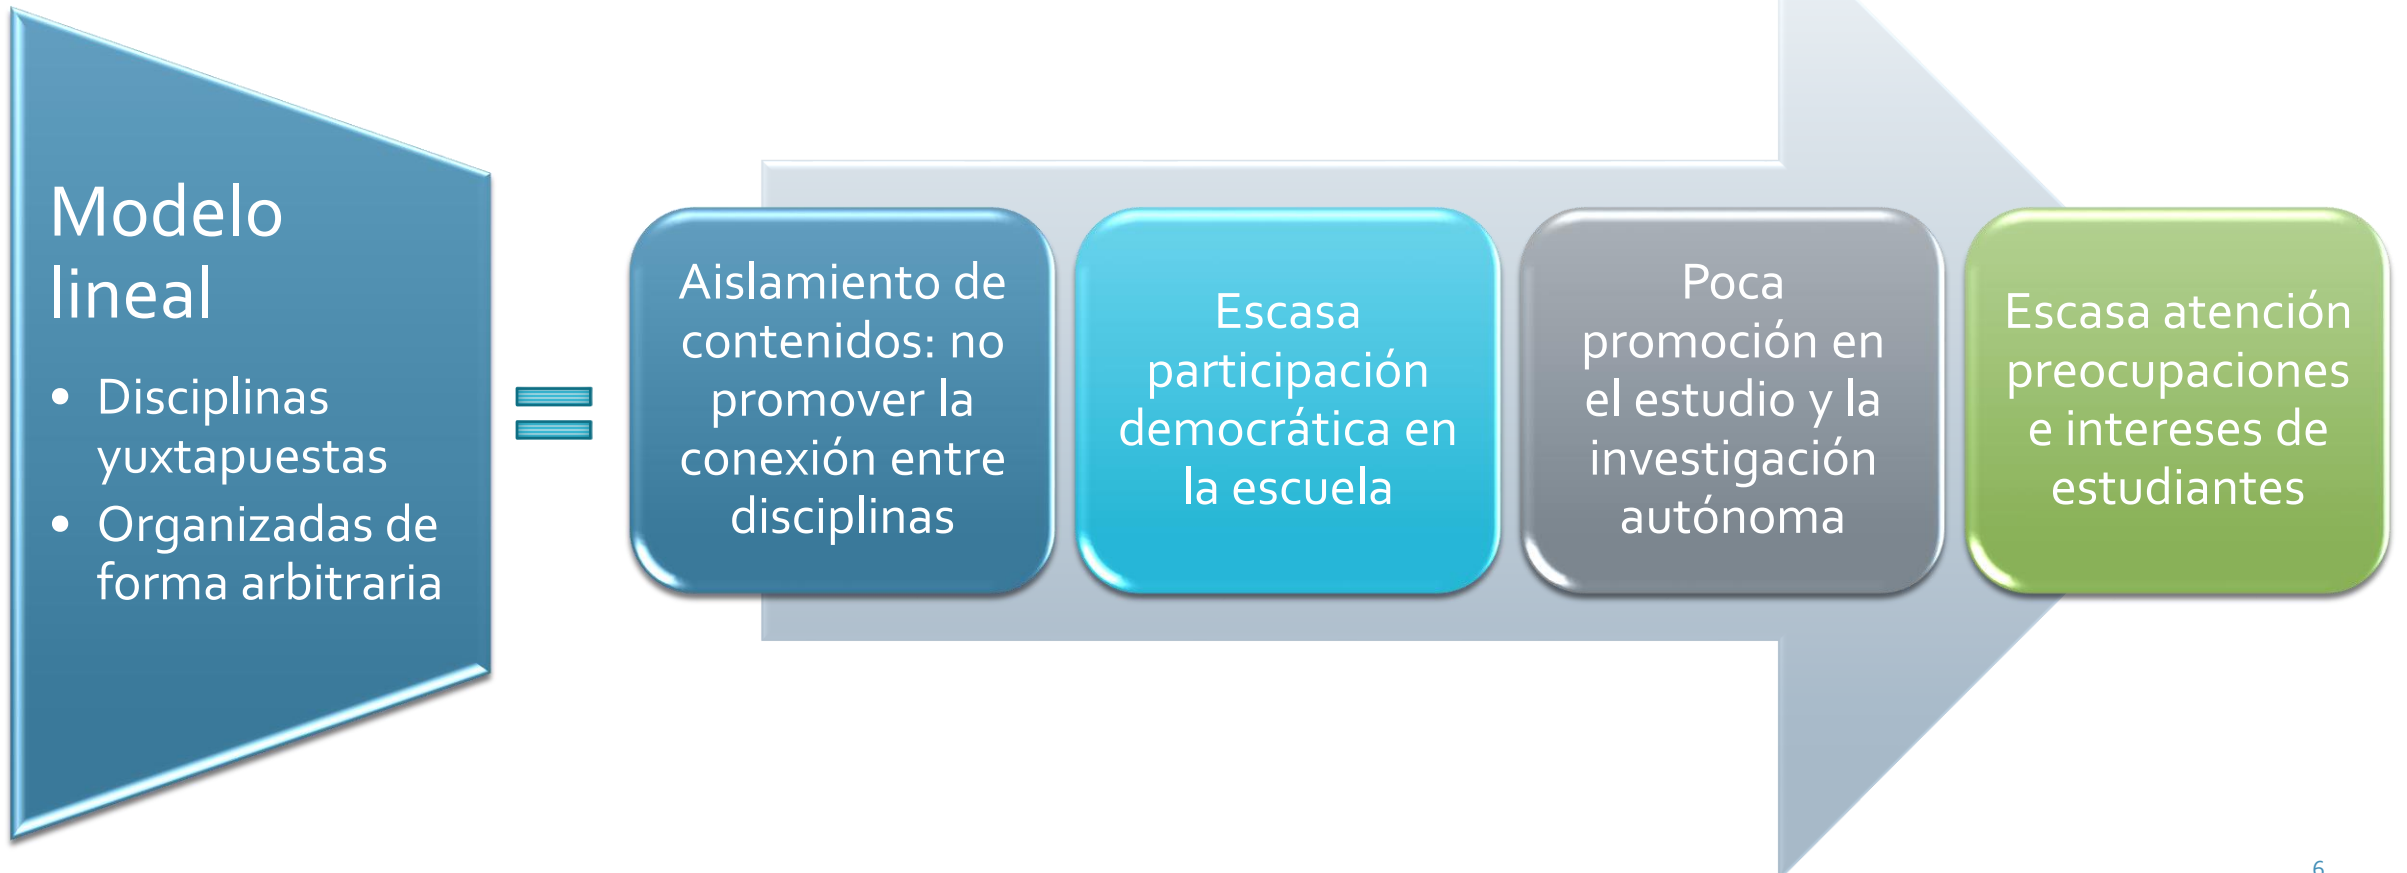 Modelo
lineal
• Disciplinas
yuxtapuestas
• Organizadas de
forma arbitraria
Aislamiento de
contenidos: no
promover la
conexión entre
disciplinas
Escasa
participación
democrática en
la escuela
Poca
promoción en
el estudio y la
investigación
autónoma
Escasa atención
preocupaciones
e intereses de
estudiantes
6